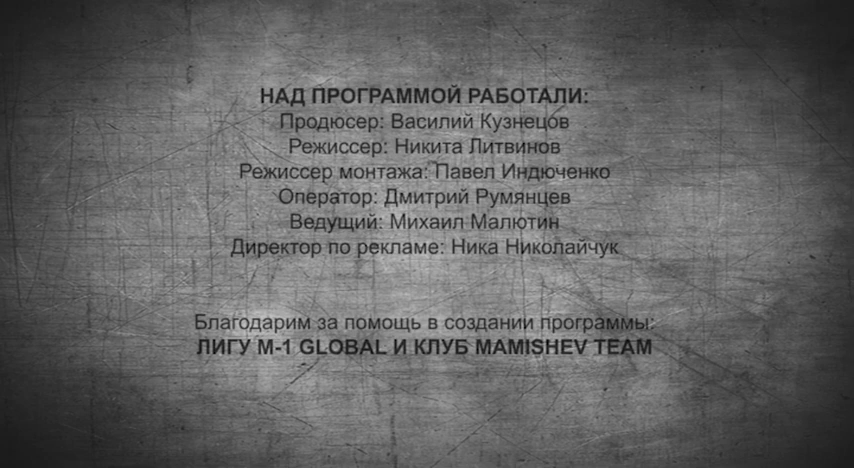 НАД ПРОГРАММОЙ РАБОТАЛИ:
Продюсер: Василий Кузнецов
Режиссер: Никита Литвинов
Режиссер монтажа: Павел Индюченко
Оператор: Дмитрий Румянцев
Ведущий: Михаил Малютин
Директор по рекламе: Ника Николайчук
Благодарим за помощь в создании программы:
ЛИГУ M-1 GLOBAL И КЛУБ MAMISHEV TEAM